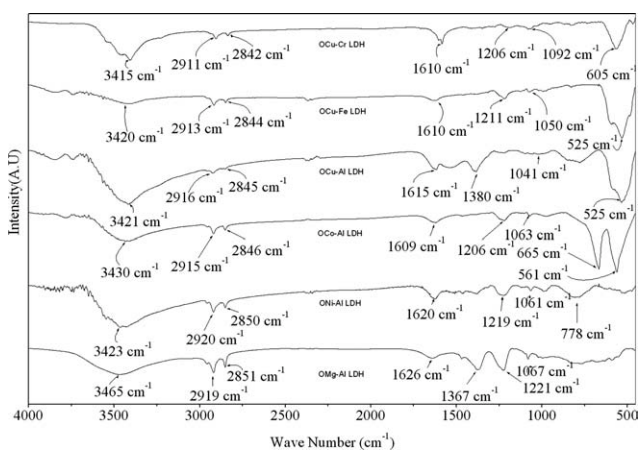 OCu-Cr LDH
3415 cm⁻¹
2911 cm⁻¹
2842 cm⁻¹
1610 cm⁻¹
1206 cm⁻¹
1092 cm⁻¹
605 cm⁻¹
OCu-Fe LDH
3420 cm⁻¹
2913 cm⁻¹
2844 cm⁻¹
1610 cm⁻¹
1211 cm⁻¹
1050 cm⁻¹
525 cm⁻¹
OCu-Al LDH
3421 cm⁻¹
2916 cm⁻¹
2845 cm⁻¹
1615 cm⁻¹
1380 cm⁻¹
1041 cm⁻¹
525 cm⁻¹
OCo-Al LDH
3430 cm⁻¹
2915 cm⁻¹
2846 cm⁻¹
1609 cm⁻¹
1206 cm⁻¹
1063 cm⁻¹
665 cm⁻¹
561 cm⁻¹
ONi-Al LDH
3423 cm⁻¹
2920 cm⁻¹
2850 cm⁻¹
1620 cm⁻¹
1219 cm⁻¹
1061 cm⁻¹
778 cm⁻¹
OMg-Al LDH
3465 cm⁻¹
2919 cm⁻¹
2851 cm⁻¹
1626 cm⁻¹
1367 cm⁻¹
1067 cm⁻¹
1221 cm⁻¹
Intensity(A.U)
4000 3500 3000 2500 2000 1500 1000 500
Wave Number (cm⁻¹)